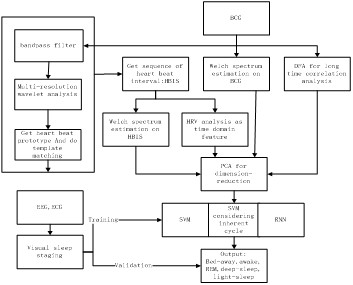 BCG
bandpass filter
Multi-resolution
wavelet analysis
Get heart beat
prototype And do
template
matching
Get sequence of
heart beat
interval:HBIS
Welch spectrum
estimation on
BCG
DFA for long
time correlation
analysis
Welch spectrum
estimation on
HBIS
HRV analysis as
time domain
feature
PCA for
dimension-
reduction
EEG,ECG
Visual sleep
staging
Training
Validation
SVM
SVM
considering
inherent
cycle
RNN
Output:
Bed-away,awake,
REM,deep-sleep,
light-sleep